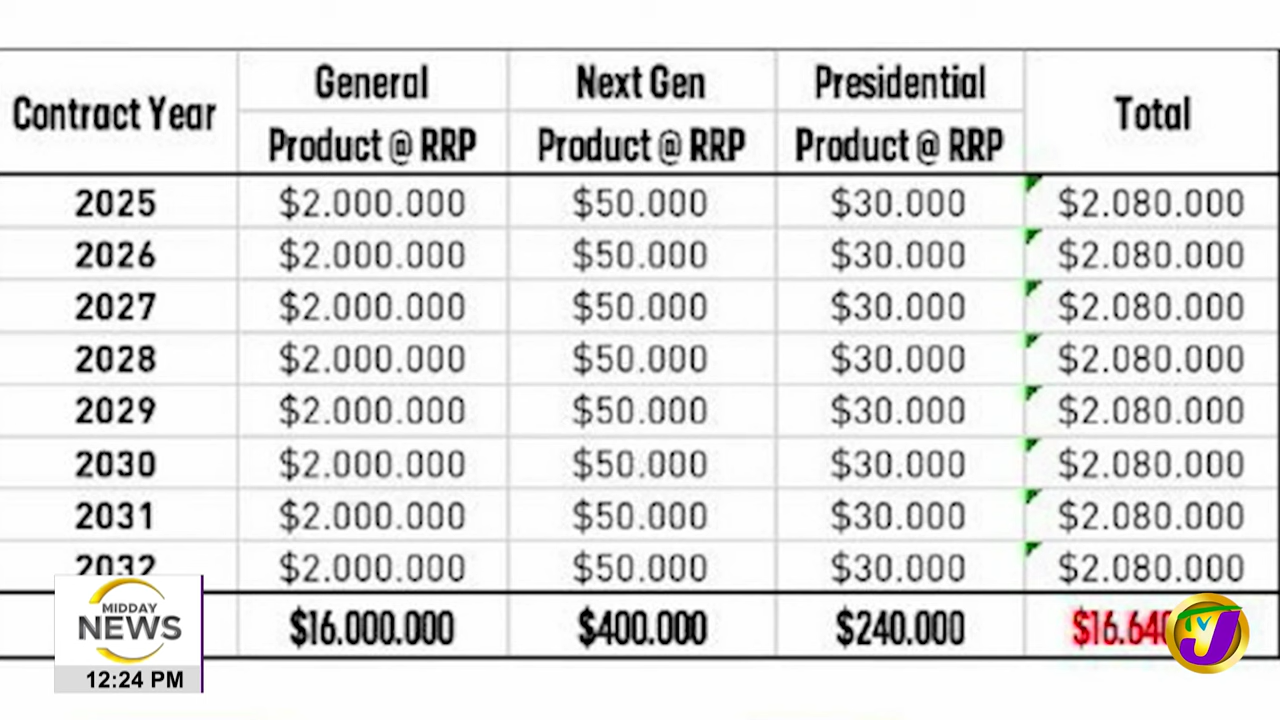 Contract Year General Next Gen Presidential Total
Product @ RRP Product @ RRP Product @ RRP
2025 $2.000.000 $50.000 $30.000 $2.080.000
2026 $2.000.000 $50.000 $30.000 $2.080.000
2027 $2.000.000 $50.000 $30.000 $2.080.000
2028 $2.000.000 $50.000 $30.000 $2.080.000
2029 $2.000.000 $50.000 $30.000 $2.080.000
2030 $2.000.000 $50.000 $30.000 $2.080.000
2031 $2.000.000 $50.000 $30.000 $2.080.000
2032 $2.000.000 $50.000 $30.000 $2.080.000
$16.000.000 $400.000 $240.000
MIDDAY
NEWS
12:24 PM
TVJ